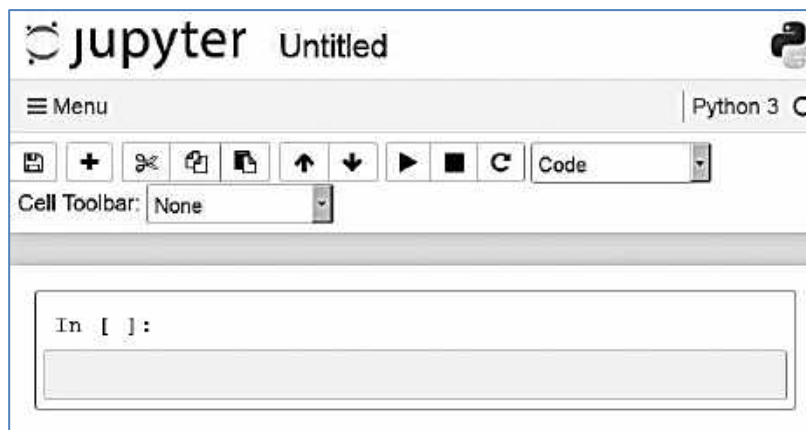 jupyter Untitled
Menu Python 3
Code
Cell Toolbar: None
In [ ]: